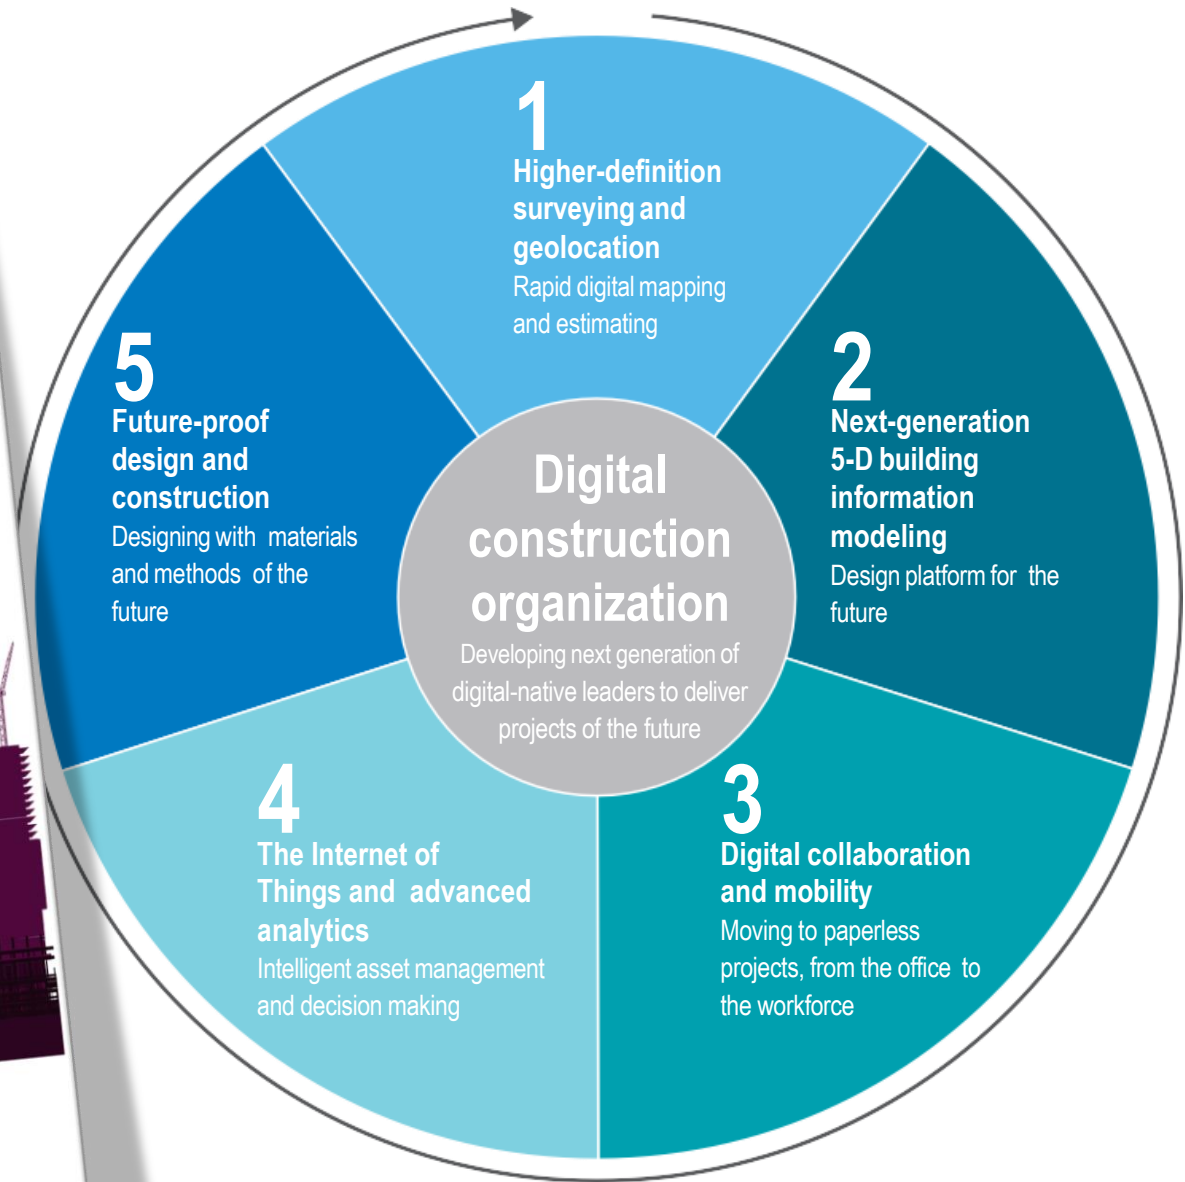 1
Higher-definition
surveying and
geolocation
Rapid digital mapping
and estimating
2
Next-generation
5-D building
information
modeling
Design platform for the
future
3
Digital collaboration
and mobility
Moving to paperless
projects, from the office to
the workforce
4
The Internet of
Things and advanced
analytics
Intelligent asset management
and decision making
5
Future-proof
design and
construction
Designing with materials
and methods of the
future
Digital
construction
organization
Developing next generation of
digital-native leaders to deliver
projects of the future